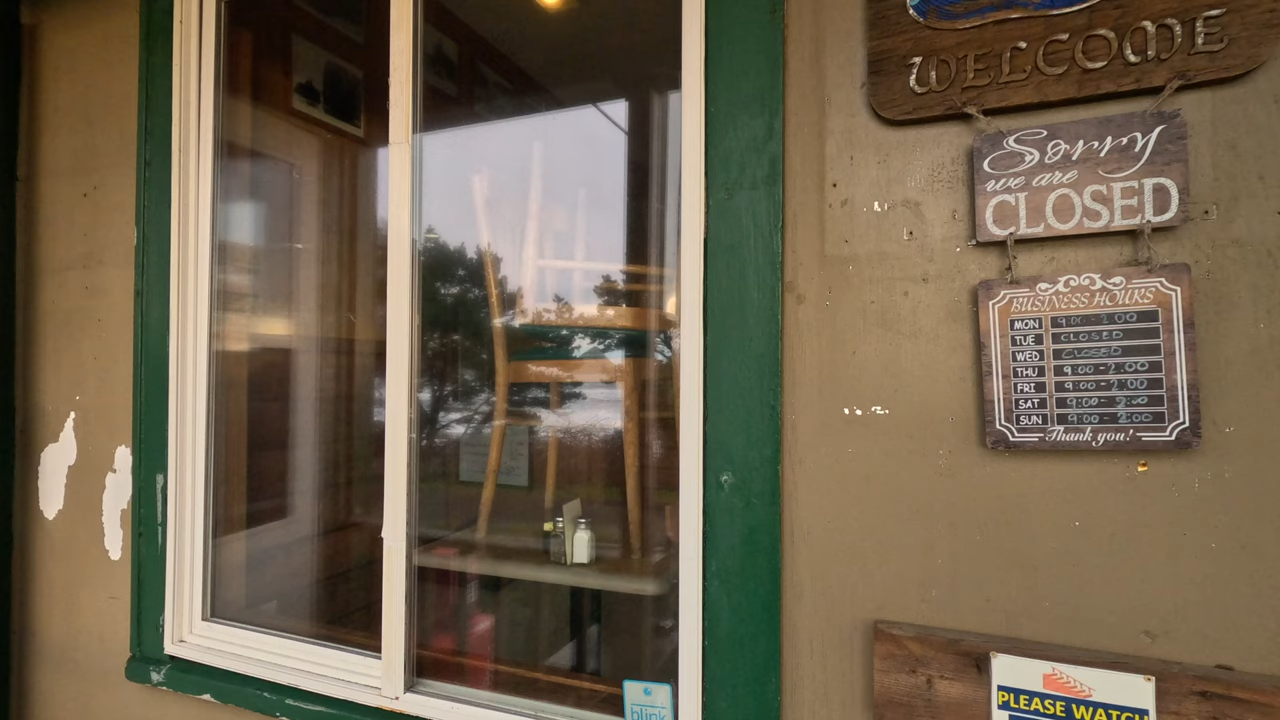 WELCOME
Sorry
we are
CLOSED
BUSINESS HOURS
MON 9:00 - 2:00
TUE CLOSED
WED CLOSED
THU 9:00 - 2:00
FRI 9:00 - 2:00
SAT 9:00 - 2:00
SUN 9:00 - 2:00
Thank you!
PLEASE WATCH
blink